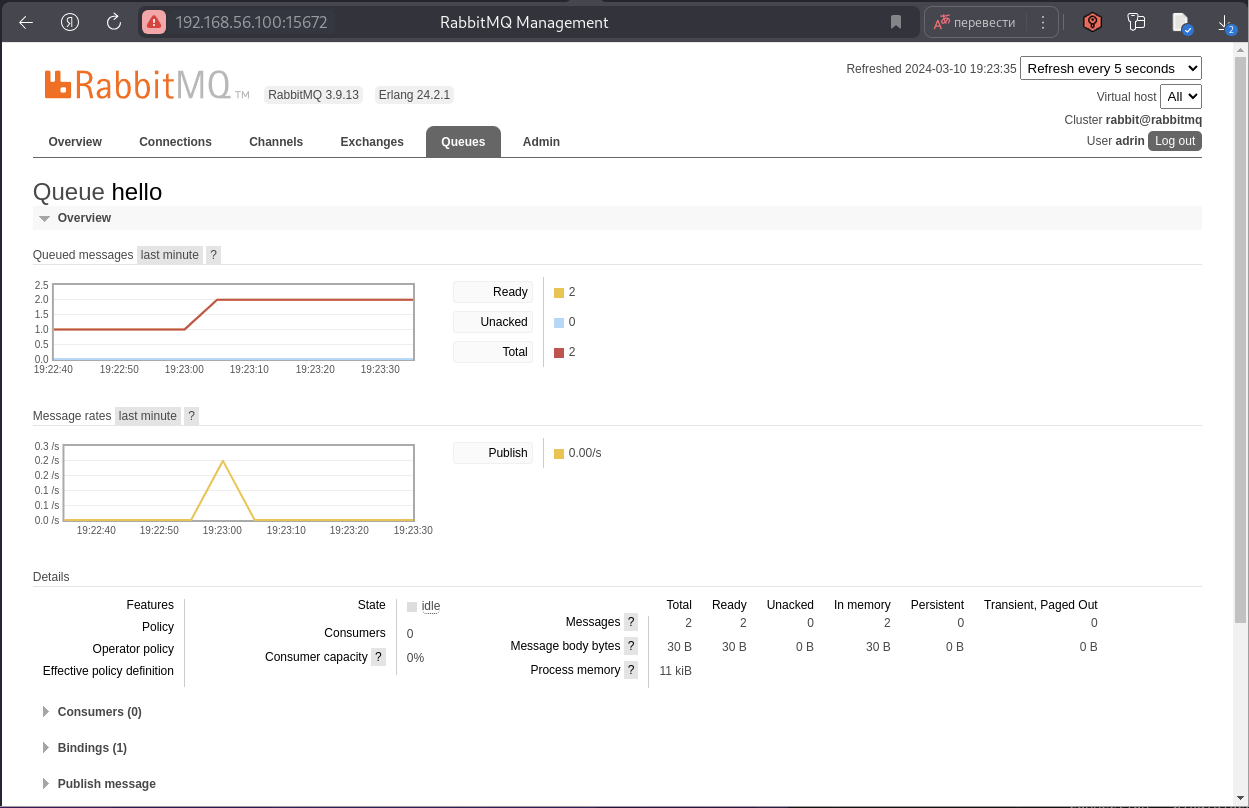 192.168.56.100:15672 RabbitMQ Management перевести 2
RabbitMQ TM RabbitMQ 3.9.13 Erlang 24.2.1
Refreshed 2024-03-10 19:23:35 Refresh every 5 seconds
Virtual host All
Cluster rabbit@rabbitmq
User adrin Log out
Overview Connections Channels Exchanges Queues Admin
Queue hello
Overview
Queued messages last minute ?
2.5
2.0
1.5
1.0
0.5
0.0
19:22:40 19:22:50 19:23:00 19:23:10 19:23:20 19:23:30
Ready 2
Unacked 0
Total 2
Message rates last minute ?
0.3 /s
0.2 /s
0.2 /s
0.1 /s
0.1 /s
0.0 /s
19:22:40 19:22:50 19:23:00 19:23:10 19:23:20 19:23:30
Publish 0.00/s
Details
Features
Policy
Operator policy
Effective policy definition
State idle
Consumers 0
Consumer capacity ? 0%
Total Ready Unacked In memory Persistent Transient, Paged Out
Messages ? 2 2 0 2 0 0
Message body bytes ? 30 B 30 B 0 B 30 B 0 B 0 B
Process memory ? 11 kiB
Consumers (0)
Bindings (1)
Publish message